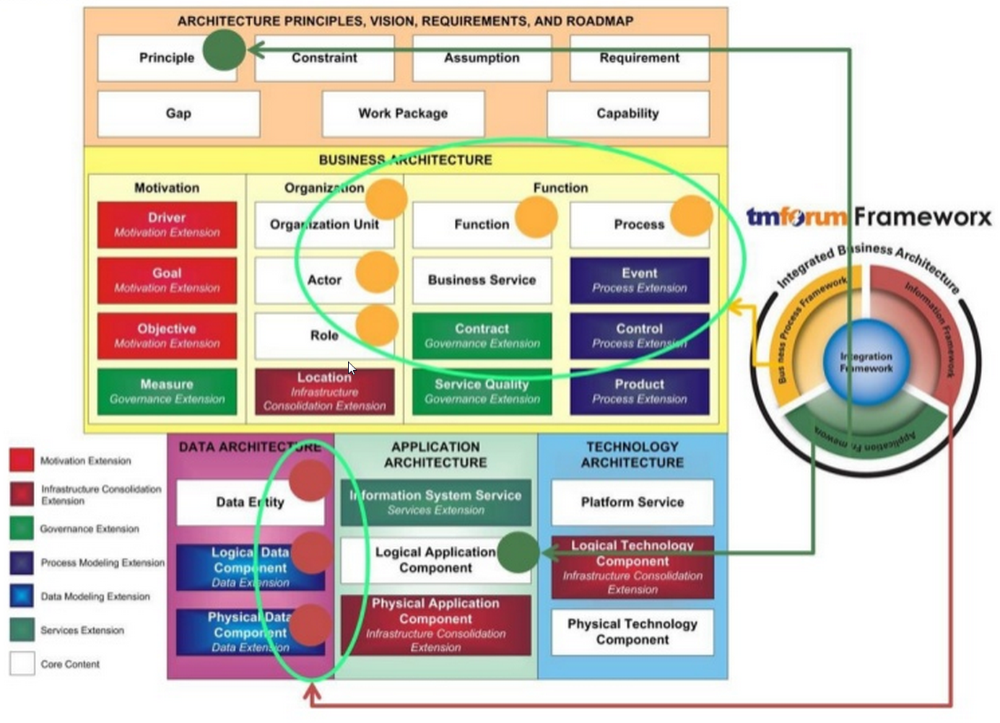 ARCHITECTURE PRINCIPLES, VISION, REQUIREMENTS, AND ROADMAP
Principle
Constraint
Assumption
Requirement
Gap
Work Package
Capability
BUSINESS ARCHITECTURE
Motivation
Driver
Motivation Extension
Goal
Motivation Extension
Objective
Motivation Extension
Measure
Governance Extension
Organization
Organization Unit
Actor
Role
Location
Infrastructure
Consolidation Extension
Function
Function
Business Service
Contract
Governance Extension
Service Quality
Governance Extension
Process
Event
Process Extension
Control
Process Extension
Product
Process Extension
DATA ARCHITECTURE
Data Entity
Logical Data
Component
Data Extension
Physical Data
Component
Data Extension
APPLICATION
ARCHITECTURE
Information System Service
Services Extension
Logical Application
Component
Physical Application
Component
Infrastructure Consolidation
Extension
TECHNOLOGY
ARCHITECTURE
Platform Service
Logical Technology
Component
Infrastructure Consolidation
Extension
Physical Technology
Component
Motivation Extension
Infrastructure Consolidation
Extension
Governance Extension
Process Modeling Extension
Data Modeling Extension
Services Extension
Core Content
tmforum Frameworx
Integrated Business Architecture
Business Process Framework
Information Framework
Integration
Framework
Application Framework